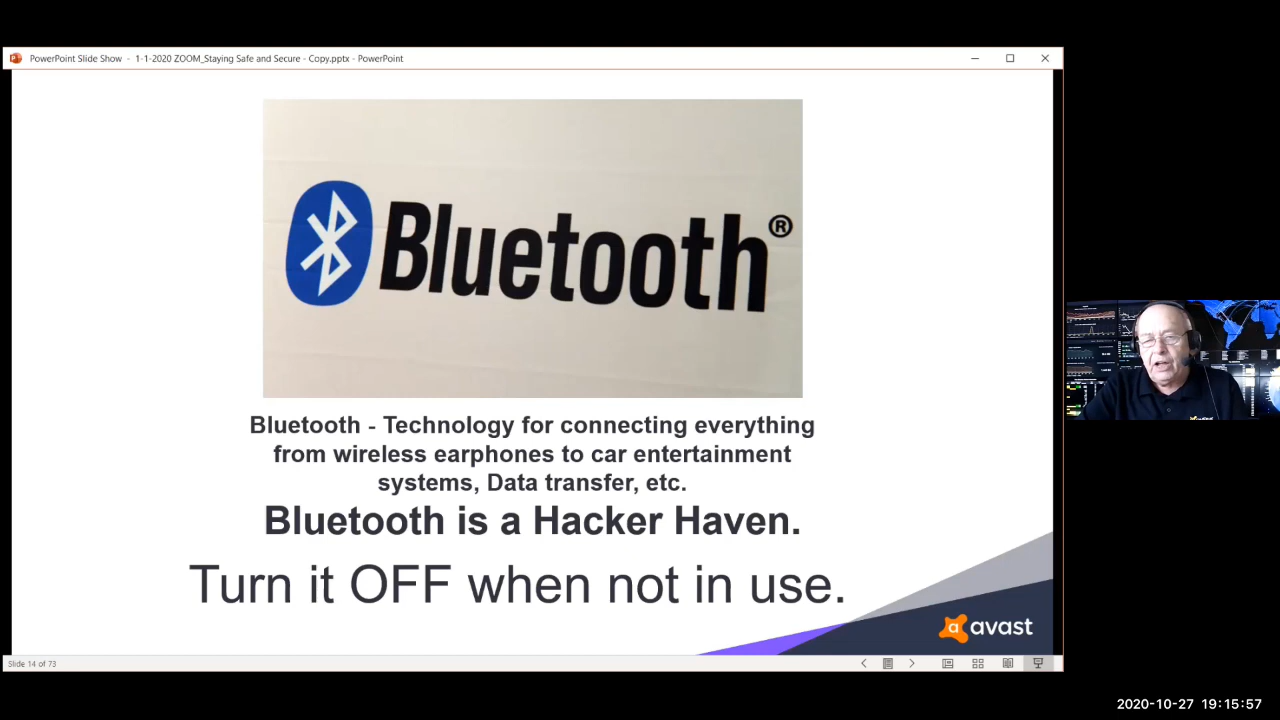 PowerPoint Slide Show - 1-1-2020 ZOOM_Staying Safe and Secure - Copy.pptx - PowerPoint
Bluetooth®
Bluetooth - Technology for connecting everything
from wireless earphones to car entertainment
systems, Data transfer, etc.
Bluetooth is a Hacker Haven.
Turn it OFF when not in use.
avast
Slide 14 of 73
2020-10-27 19:15:57